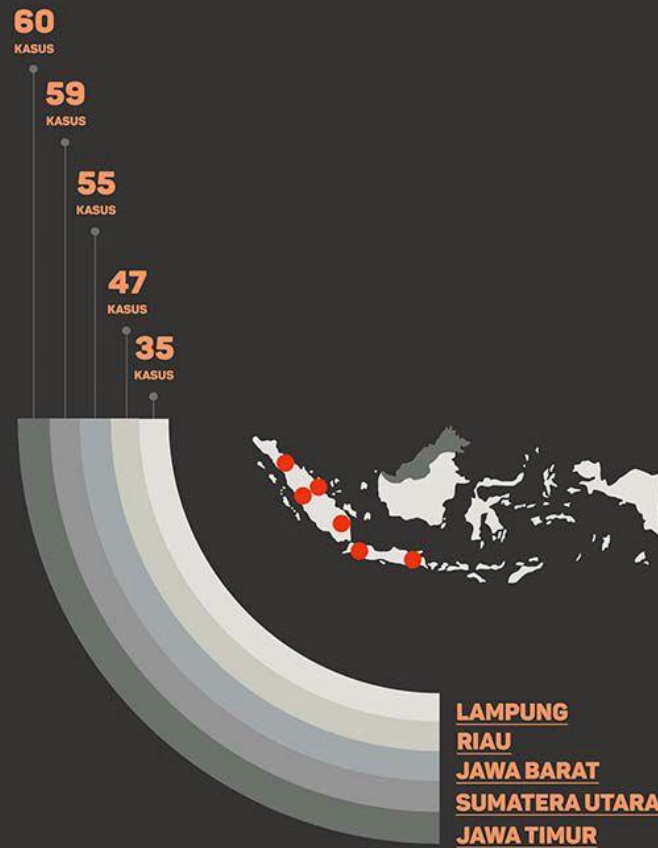 60
KASUS
59
KASUS
55
KASUS
47
KASUS
35
KASUS
LAMPUNG
RIAU
JAWA BARAT
SUMATERA UTARA
JAWA TIMUR